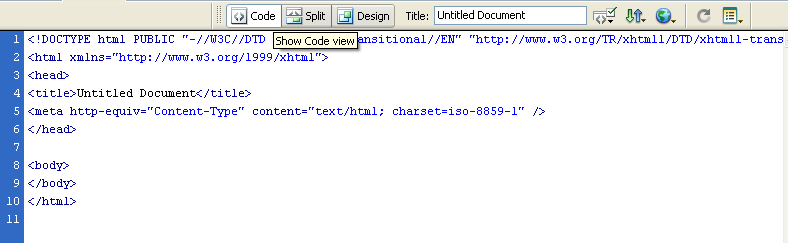 Code Split Design Title: Untitled Document
Show Code view
1 <!DOCTYPE html PUBLIC "-//W3C//DTD ransitional//EN" "http://www.w3.org/TR/xhtml1/DTD/xhtml1-trans
2 <html xmlns="http://www.w3.org/1999/xhtml">
3 <head>
4 <title>Untitled Document</title>
5 <meta http-equiv="Content-Type" content="text/html; charset=iso-8859-1" />
6 </head>
7
8 <body>
9 </body>
10 </html>
11